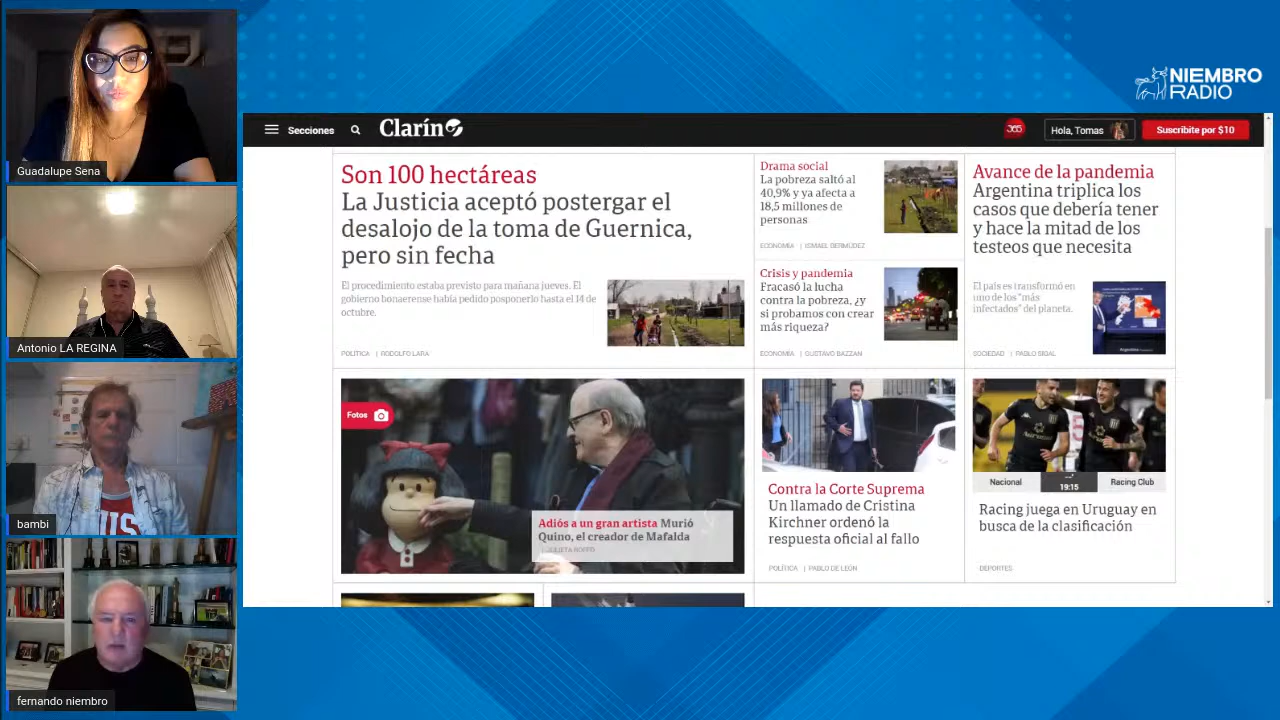 Guadalupe Sena
Antonio LA REGINA
bambi
fernando niembro
NIEMBRO
RADIO
Secciones
Clarín
365
Hola, Tomas
Suscribite por $10
Son 100 hectáreas
La Justicia aceptó postergar el
desalojo de la toma de Guernica,
pero sin fecha
El procedimiento estaba previsto para mañana jueves. El
gobierno bonaerense había pedido posponerlo hasta el 14 de
octubre.
POLÍTICA | RODOLFO LARA
Drama social
La pobreza saltó al
40,9% y ya afecta a
18,5 millones de
personas
ECONOMÍA | ISMAEL BERMÚDEZ
Crisis y pandemia
Fracasó la lucha
contra la pobreza, ¿y
si probamos con crear
más riqueza?
ECONOMÍA | GUSTAVO BAZZAN
Avance de la pandemia
Argentina triplica los
casos que debería tener
y hace la mitad de los
testeos que necesita
El país es transformó en
uno de los "más
infectados" del planeta.
SOCIEDAD | PABLO SIGAL
Fotos
Adiós a un gran artista Murió
Quino, el creador de Mafalda
JULIETA ROFFO
Contra la Corte Suprema
Un llamado de Cristina
Kirchner ordenó la
respuesta oficial al fallo
POLÍTICA | PABLO DE LEÓN
Nacional
19:15
Racing Club
Racing juega en Uruguay en
busca de la clasificación
DEPORTES